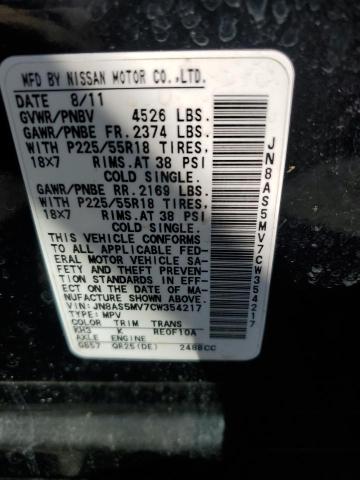 MFD BY NISSAN MOTOR CO.,LTD.
DATE 8/11
GVWR/PNBV 4526 LBS.
GAWR/PNBE FR. 2374 LBS.
WITH P225/55R18 TIRES,
18X7 RIMS, AT 38 PSI
COLD SINGLE.
GAWR/PNBE RR. 2169 LBS.
WITH P225/55R18 TIRES,
18X7 RIMS, AT 38 PSI
COLD SINGLE.
THIS VEHICLE CONFORMS
TO ALL APPLICABLE FED-
ERAL MOTOR VEHICLE SA-
FETY AND THEFT PREVEN-
TION STANDARDS IN EFF-
ECT ON THE DATE OF MA-
NUFACTURE SHOWN ABOVE.
VIN: JN8AS5MV7CW354217
TYPE: MPV
COLOR TRIM TRANS
KH3 K RE0F10A
AXLE ENGINE
GB57 QR25(DE) 2488CC
JN8AS5MV7CW354217